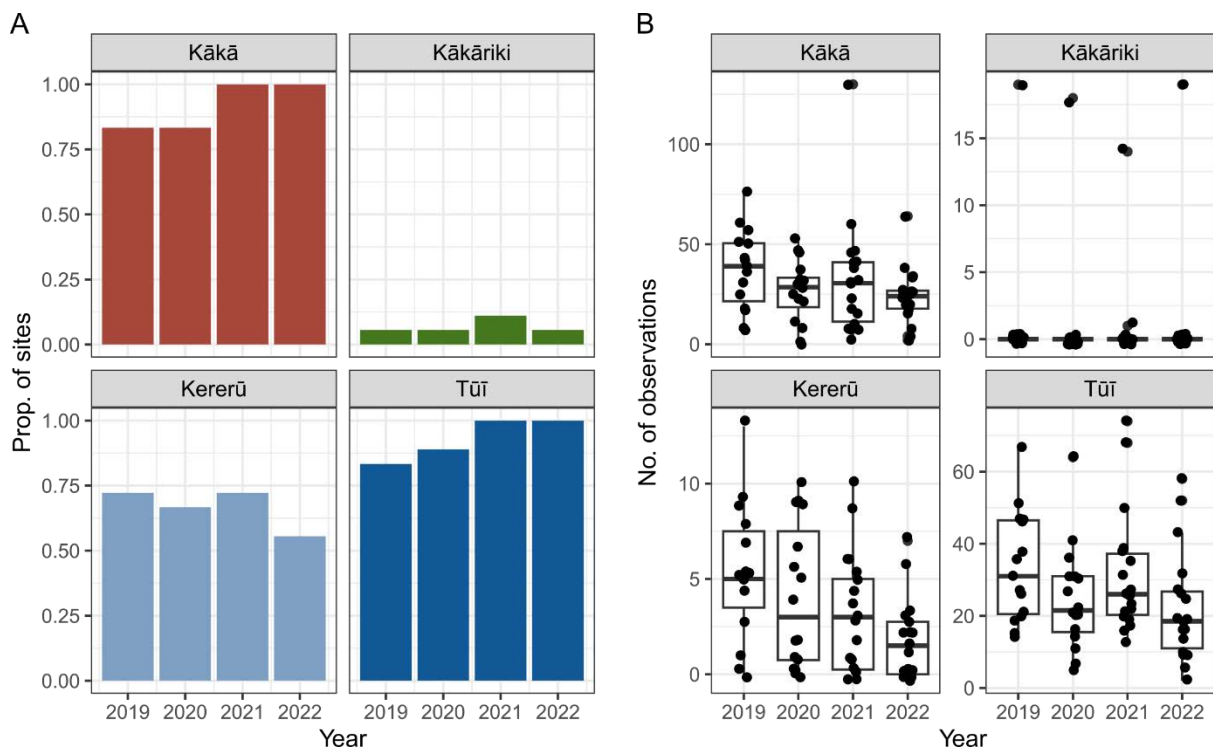 A
Kākā
Kākāriki
1.00
0.75
0.50
0.25
0.00
Kererū
Tūī
1.00
0.75
0.50
0.25
0.00
2019 2020 2021 2022
2019 2020 2021 2022
Prop. of sites
Year
B
Kākā
Kākāriki
100
50
0
15
10
5
0
Kererū
Tūī
10
5
0
60
40
20
0
2019 2020 2021 2022
2019 2020 2021 2022
No. of observations
Year